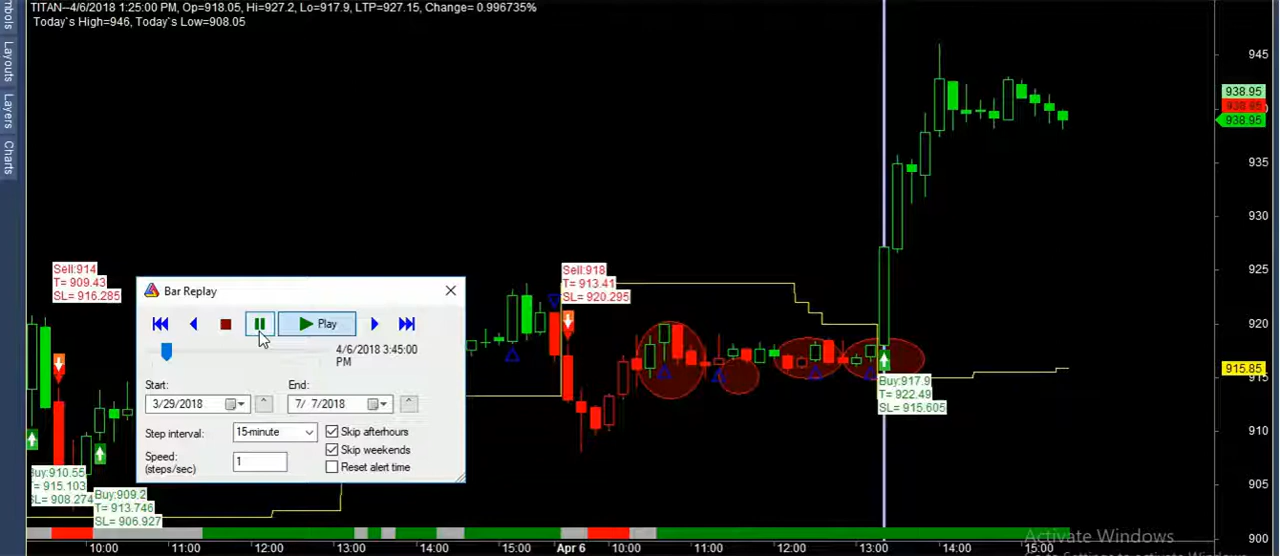 TITAN–4/6/2018 1:25:00 PM, Op=918.05, Hi=927.2, Lo=917.9, LTP=927.15, Change= 0.996735%
Today`s High=946, Today`s Low=908.05
Layouts
Layers
Charts
945
938.95
938.95
938.95
935
930
925
920
915.85
910
905
900
Sell:914
T= 909.43
SL= 916.285
Sell:918
T= 913.41
SL= 920.295
Bar Replay
Play
4/6/2018 3:45:00
PM
Start:
End:
3/29/2018
7/ 7/2018
Step interval:
15-minute
Skip afterhours
Skip weekends
Speed:
(steps/sec)
1
Reset alert time
Buy:917.9
T= 922.49
SL= 915.605
uy:910.55
= 915.103
SL= 908.274
Buy:909.2
T= 913.746
SL= 906.927
10:00 11:00 12:00 13:00 14:00 15:00 Apr 6 10:00 11:00 12:00 13:00 14:00 15:00
Activate Windows